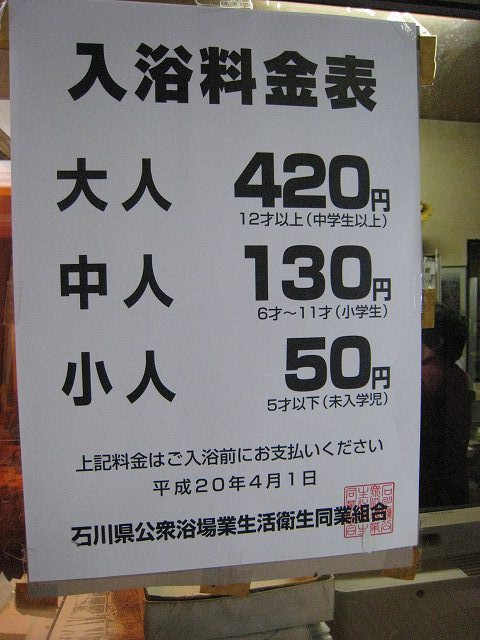 入浴料金表
大人 420円
12才以上(中学生以上)
中人 130円
6才〜11才(小学生)
小人 50円
5才以下(未入学児)
上記料金はご入浴前にお支払いください
平成20年4月1日
石川県公衆浴場業生活衛生同業組合